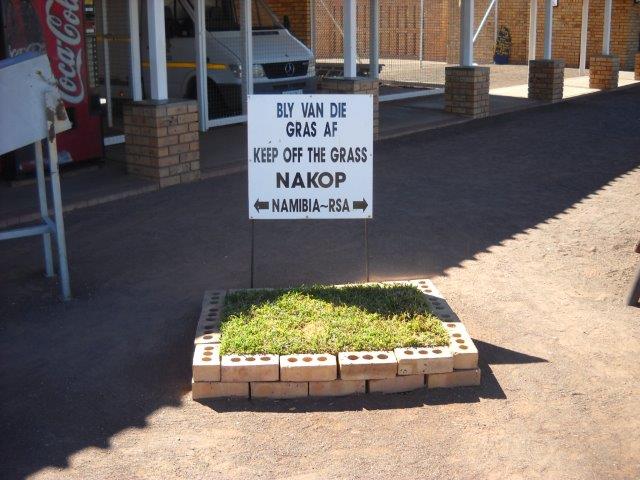 Coca-Cola
BLY VAN DIE
GRAS AF
KEEP OFF THE GRASS
NAKOP
← NAMIBIA~RSA →